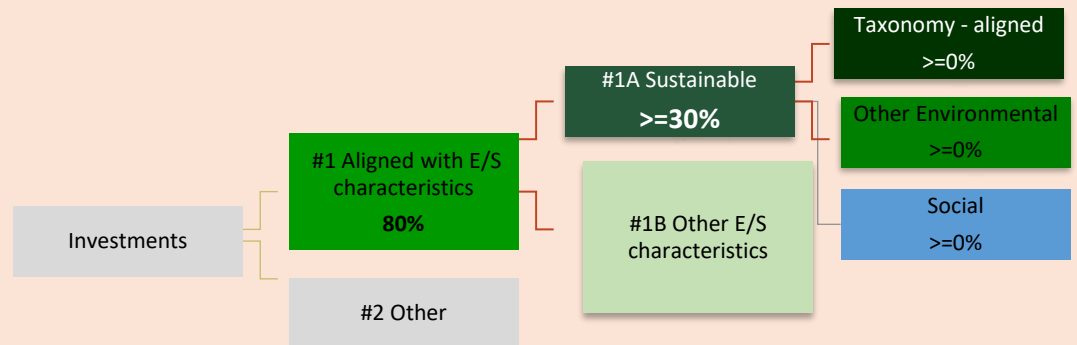 Taxonomy - aligned
>=0%
#1A Sustainable
>=30%
Other Environmental
>=0%
#1 Aligned with E/S
characteristics
80%
#1B Other E/S
characteristics
Social
>=0%
Investments
#2 Other